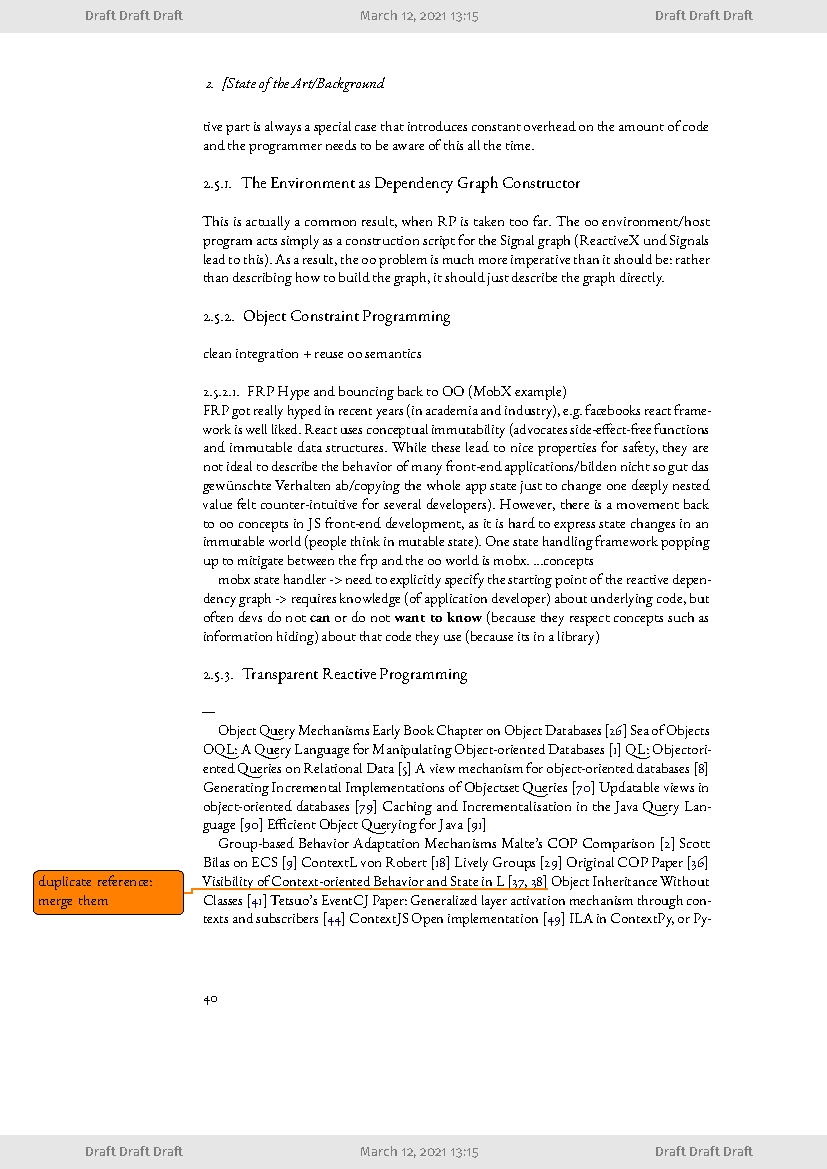 Draft Draft Draft March 12, 2021 13:15 Draft Draft Draft
2. [State of the Art/Background
tive part is always a special case that introduces constant overhead on the amount of code
and the programmer needs to be aware of this all the time.
2.5.1. The Environment as Dependency Graph Constructor
This is actually a common result, when RP is taken too far. The oo environment/host
program acts simply as a construction script for the Signal graph (ReactiveX und Signals
lead to this). As a result, the oo problem is much more imperative than it should be: rather
than describing how to build the graph, it should just describe the graph directly.
2.5.2. Object Constraint Programming
clean integration + reuse oo semantics
2.5.2.1. FRP Hype and bouncing back to OO (MobX example)
FRP got really hyped in recent years (in academia and industry), e.g. facebooks react frame-
work is well liked. React uses conceptual immutability (advocates side-effect-free functions
and immutable data structures. While these lead to nice properties for safety, they are
not ideal to describe the behavior of many front-end applications/bilden nicht so gut das
gewünschte Verhalten ab/copying the whole app state just to change one deeply nested
value felt counter-intuitive for several developers). However, there is a movement back
to oo concepts in JS front-end development, as it is hard to express state changes in an
immutable world (people think in mutable state). One state handling framework popping
up to mitigate between the frp and the oo world is mobx. ...concepts
mobx state handler -> need to explicitly specify the starting point of the reactive depen-
dency graph -> requires knowledge (of application developer) about underlying code, but
often devs do not can or do not want to know (because they respect concepts such as
information hiding) about that code they use (because its in a library)
2.5.3. Transparent Reactive Programming
—
Object Query Mechanisms Early Book Chapter on Object Databases [26] Sea of Objects
OQL: A Query Language for Manipulating Object-oriented Databases [1] QL: Objectori-
ented Queries on Relational Data [5] A view mechanism for object-oriented databases [8]
Generating Incremental Implementations of Objectset Queries [70] Updatable views in
object-oriented databases [79] Caching and Incrementalisation in the Java Query Lan-
guage [90] Efficient Object Querying for Java [91]
Group-based Behavior Adaptation Mechanisms Malte's COP Comparison [2] Scott
Bilas on ECS [9] ContextL von Robert [18] Lively Groups [29] Original COP Paper [36]
Visibility of Context-oriented Behavior and State in L [37, 38] Object Inheritance Without
Classes [41] Tetsuo's EventCJ Paper: Generalized layer activation mechanism through con-
texts and subscribers [44] ContextJS Open implementation [49] ILA in ContextPy, or Py-
duplicate reference:
merge them
40
Draft Draft Draft March 12, 2021 13:15 Draft Draft Draft